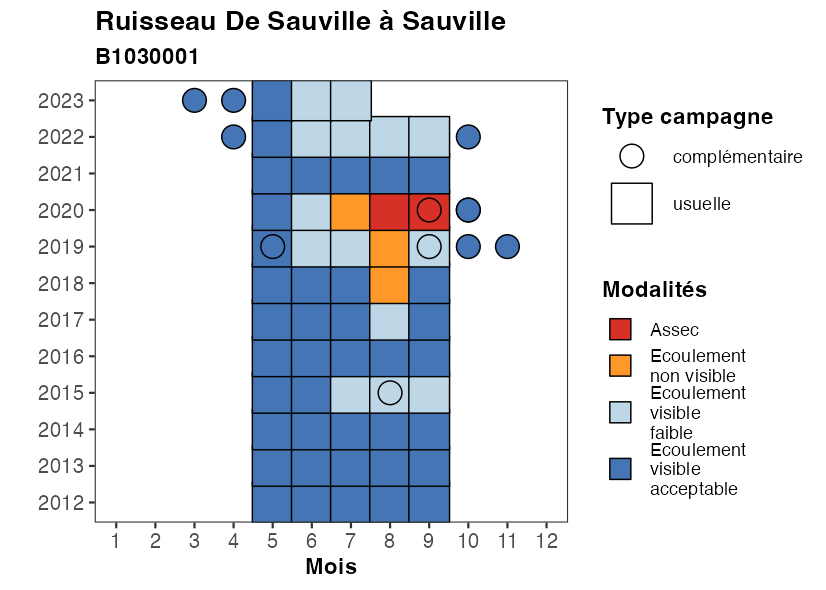 Ruisseau De Sauville à Sauville
B1030001
2023
2022
2021
2020
2019
2018
2017
2016
2015
2014
2013
2012
1 2 3 4 5 6 7 8 9 10 11 12
Mois
Type campagne
complémentaire
usuelle
Modalités
Assec
Ecoulement
non visible
Ecoulement
visible
faible
Ecoulement
visible
acceptable